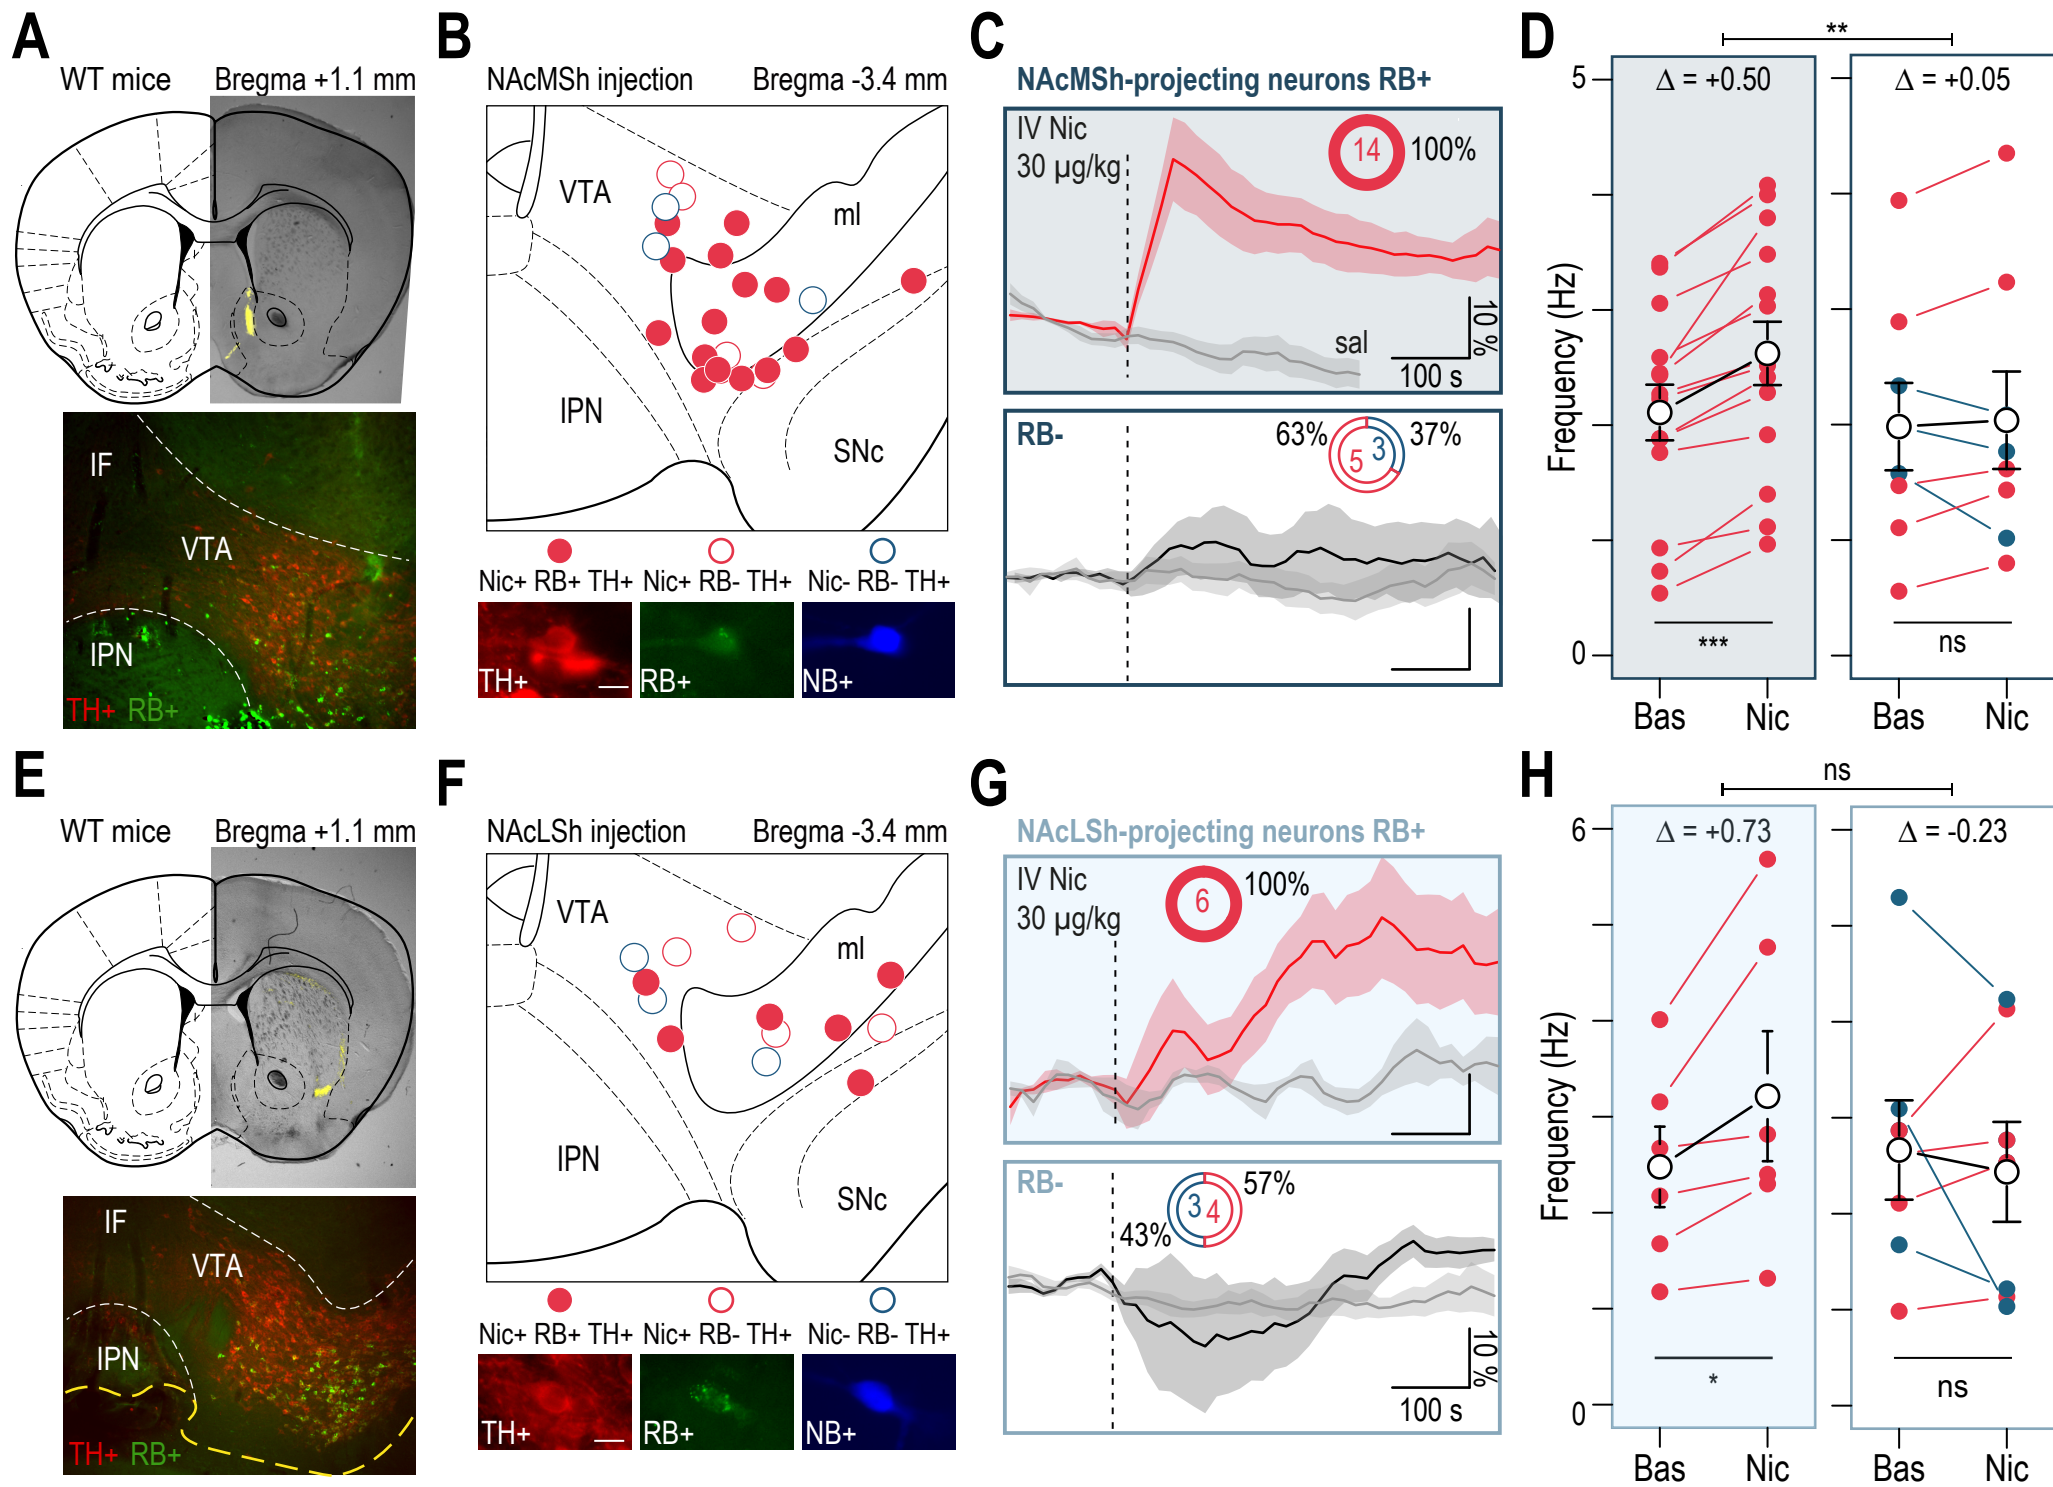 A
WT mice
Bregma +1.1 mm
IF
VTA
IPN
TH+ RB+
B
NAcMSh injection
Bregma -3.4 mm
VTA
ml
IPN
SNc
Nic+ RB+ TH+
Nic+ RB- TH+
Nic- RB- TH+
TH+
RB+
NB+
C
NAcMSh-projecting neurons RB+
IV Nic
30 µg/kg
14
100%
sal
10 %
100 s
RB-
63%
5
3
37%
D
**
Δ = +0.50
Δ = +0.05
5
Frequency (Hz)
0
***
ns
Bas
Nic
Bas
Nic
E
WT mice
Bregma +1.1 mm
IF
VTA
IPN
TH+ RB+
F
NAcLSh injection
Bregma -3.4 mm
VTA
ml
IPN
SNc
Nic+ RB+ TH+
Nic+ RB- TH+
Nic- RB- TH+
TH+
RB+
NB+
G
NAcLSh-projecting neurons RB+
IV Nic
30 µg/kg
6
100%
RB-
43%
3
4
57%
10 %
100 s
H
ns
Δ = +0.73
Δ = -0.23
6
Frequency (Hz)
0
*
ns
Bas
Nic
Bas
Nic